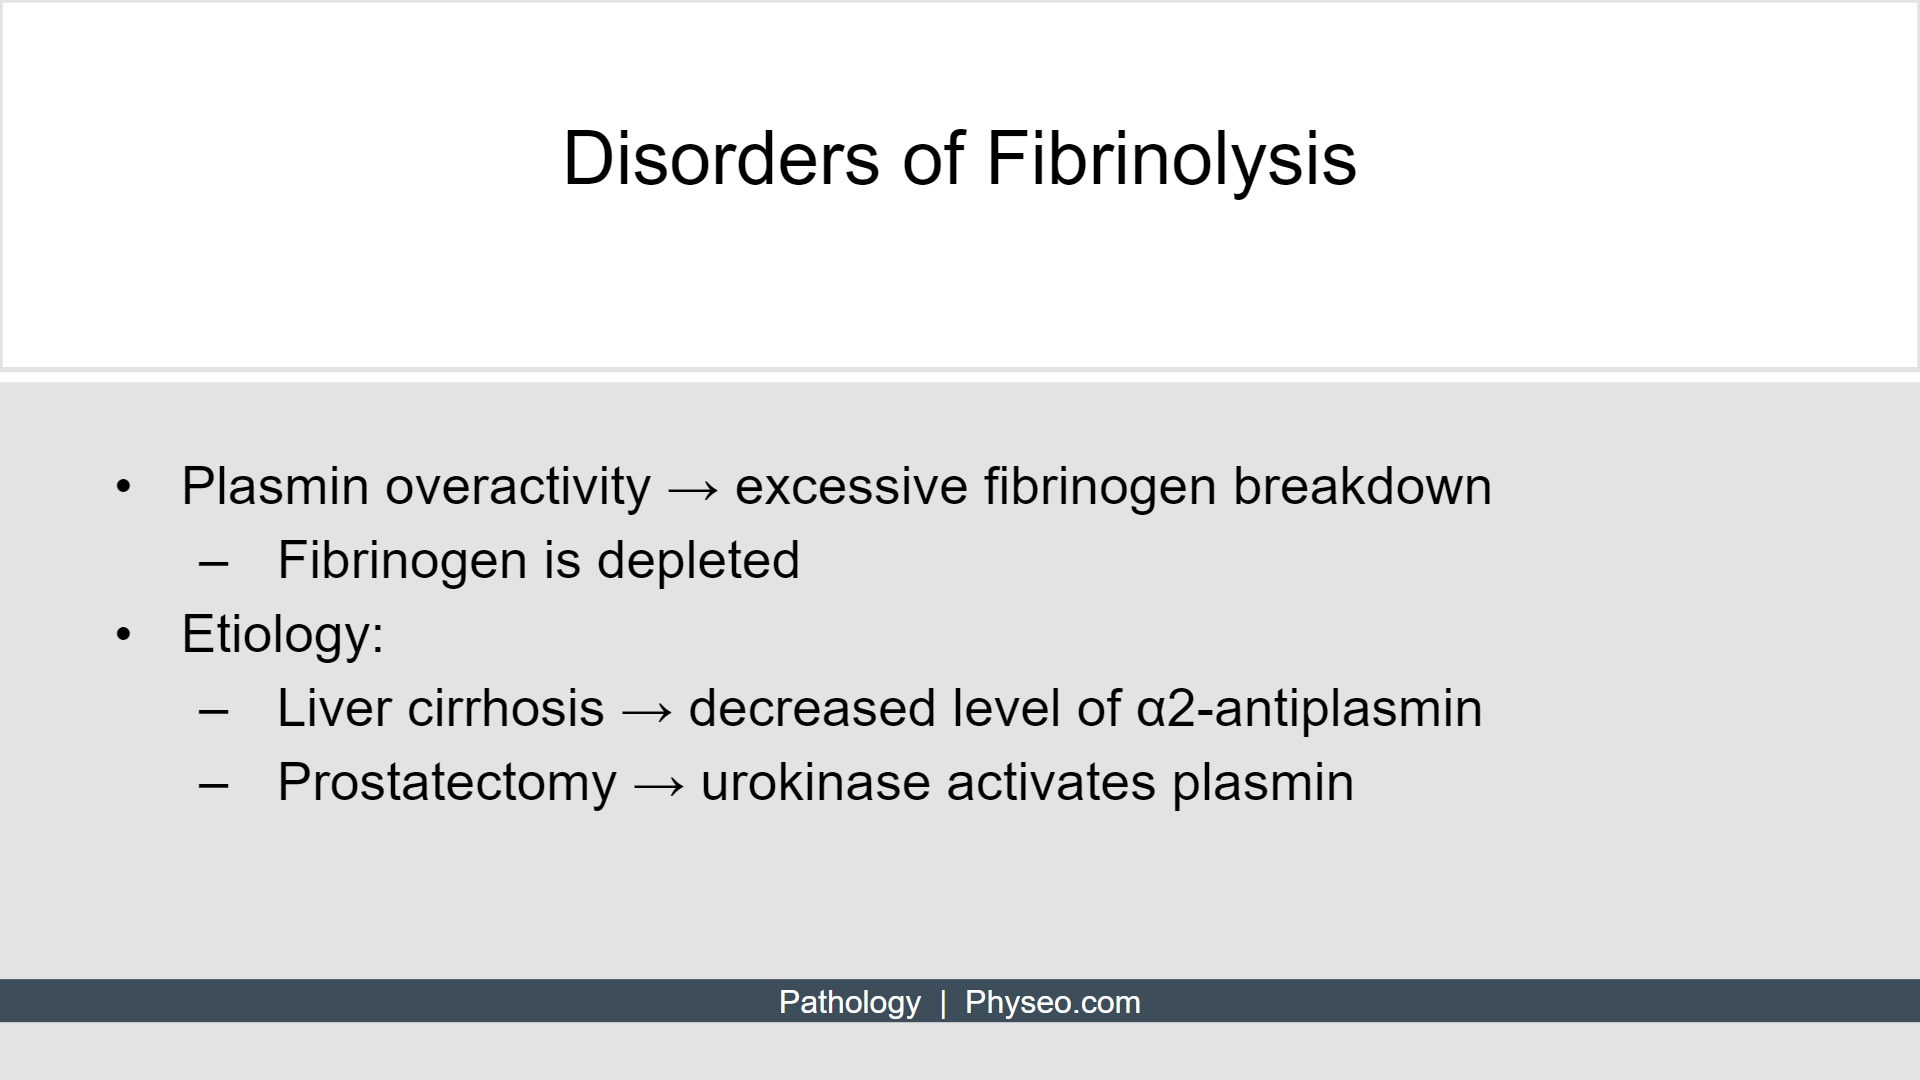 Disorders of Fibrinolysis
• Plasmin overactivity → excessive fibrinogen breakdown
– Fibrinogen is depleted
• Etiology:
– Liver cirrhosis → decreased level of α2-antiplasmin
– Prostatectomy → urokinase activates plasmin
Pathology | Physeo.com